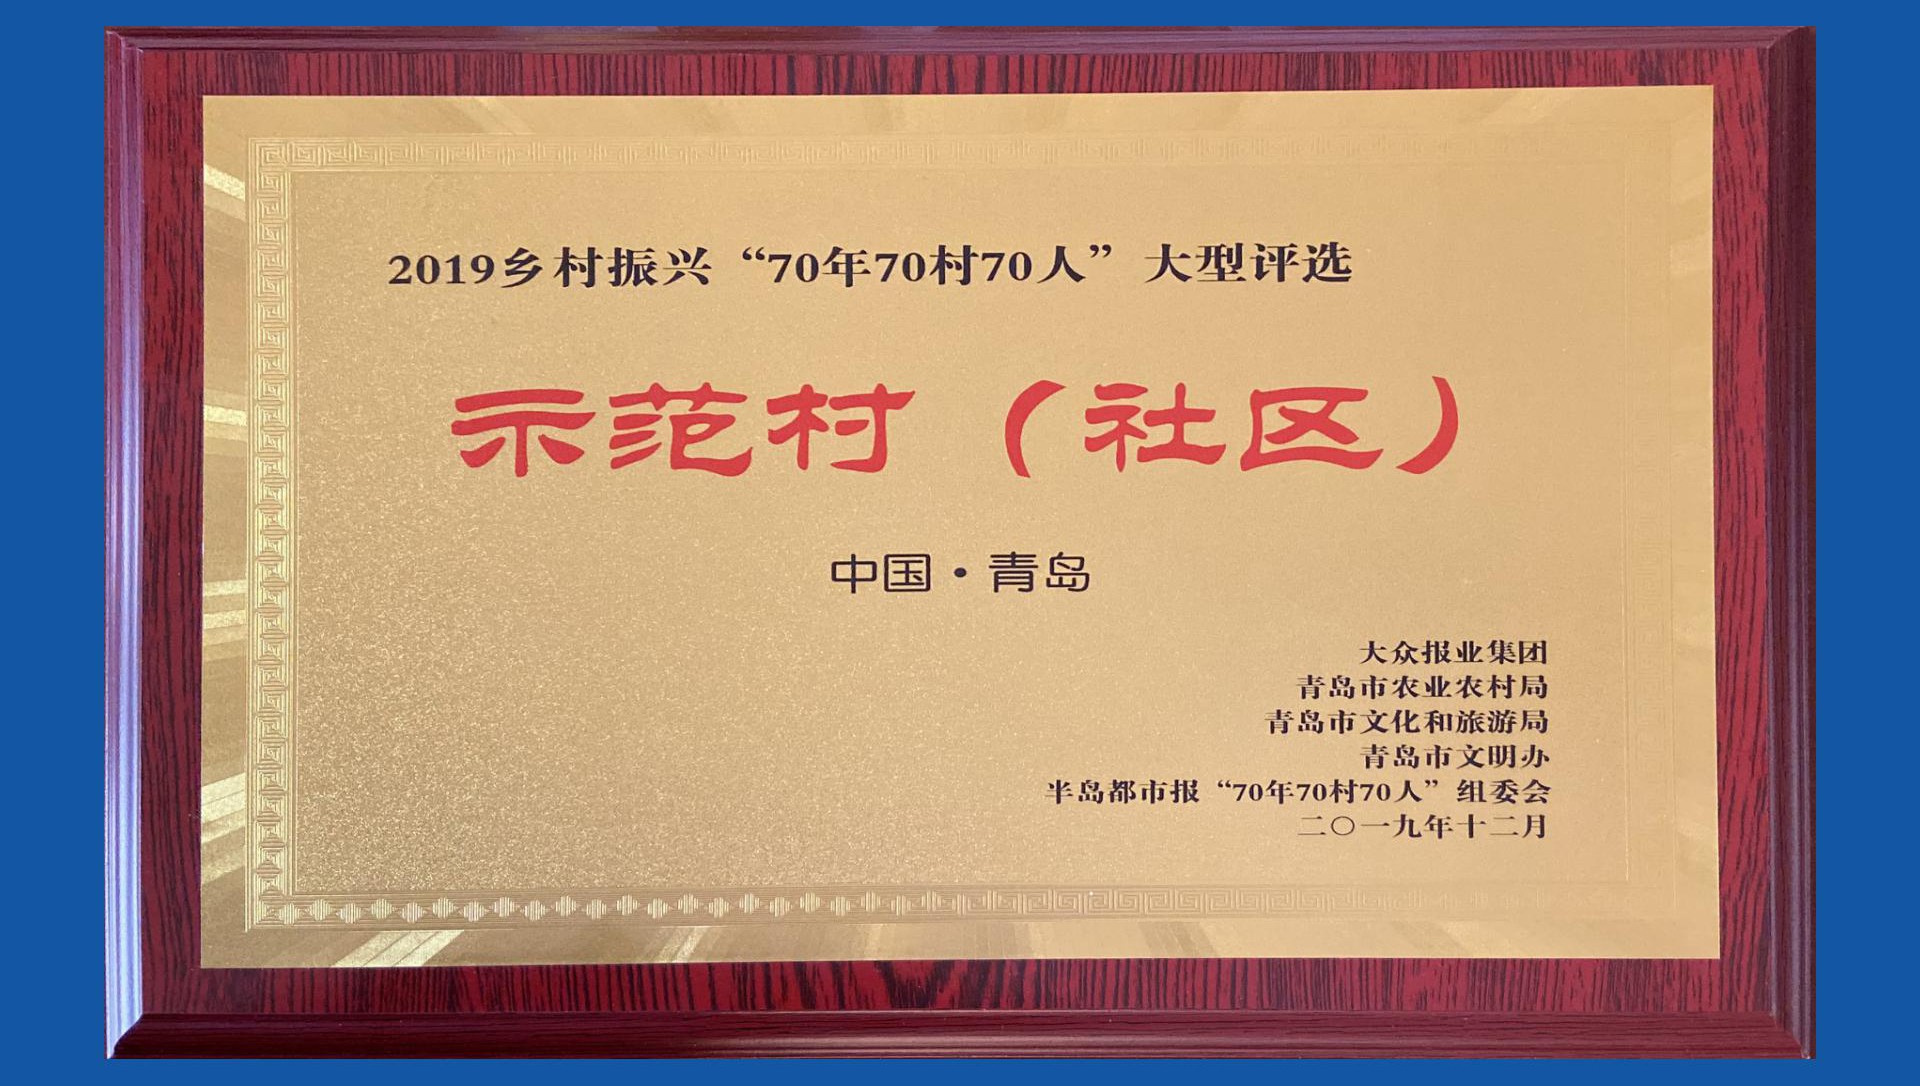 2019乡村振兴“70年70村70人”大型评选
示范村（社区）
中国·青岛
大众报业集团
青岛市农业农村局
青岛市文化和旅游局
青岛市文明办
半岛都市报“70年70村70人”组委会
二〇一九年十二月